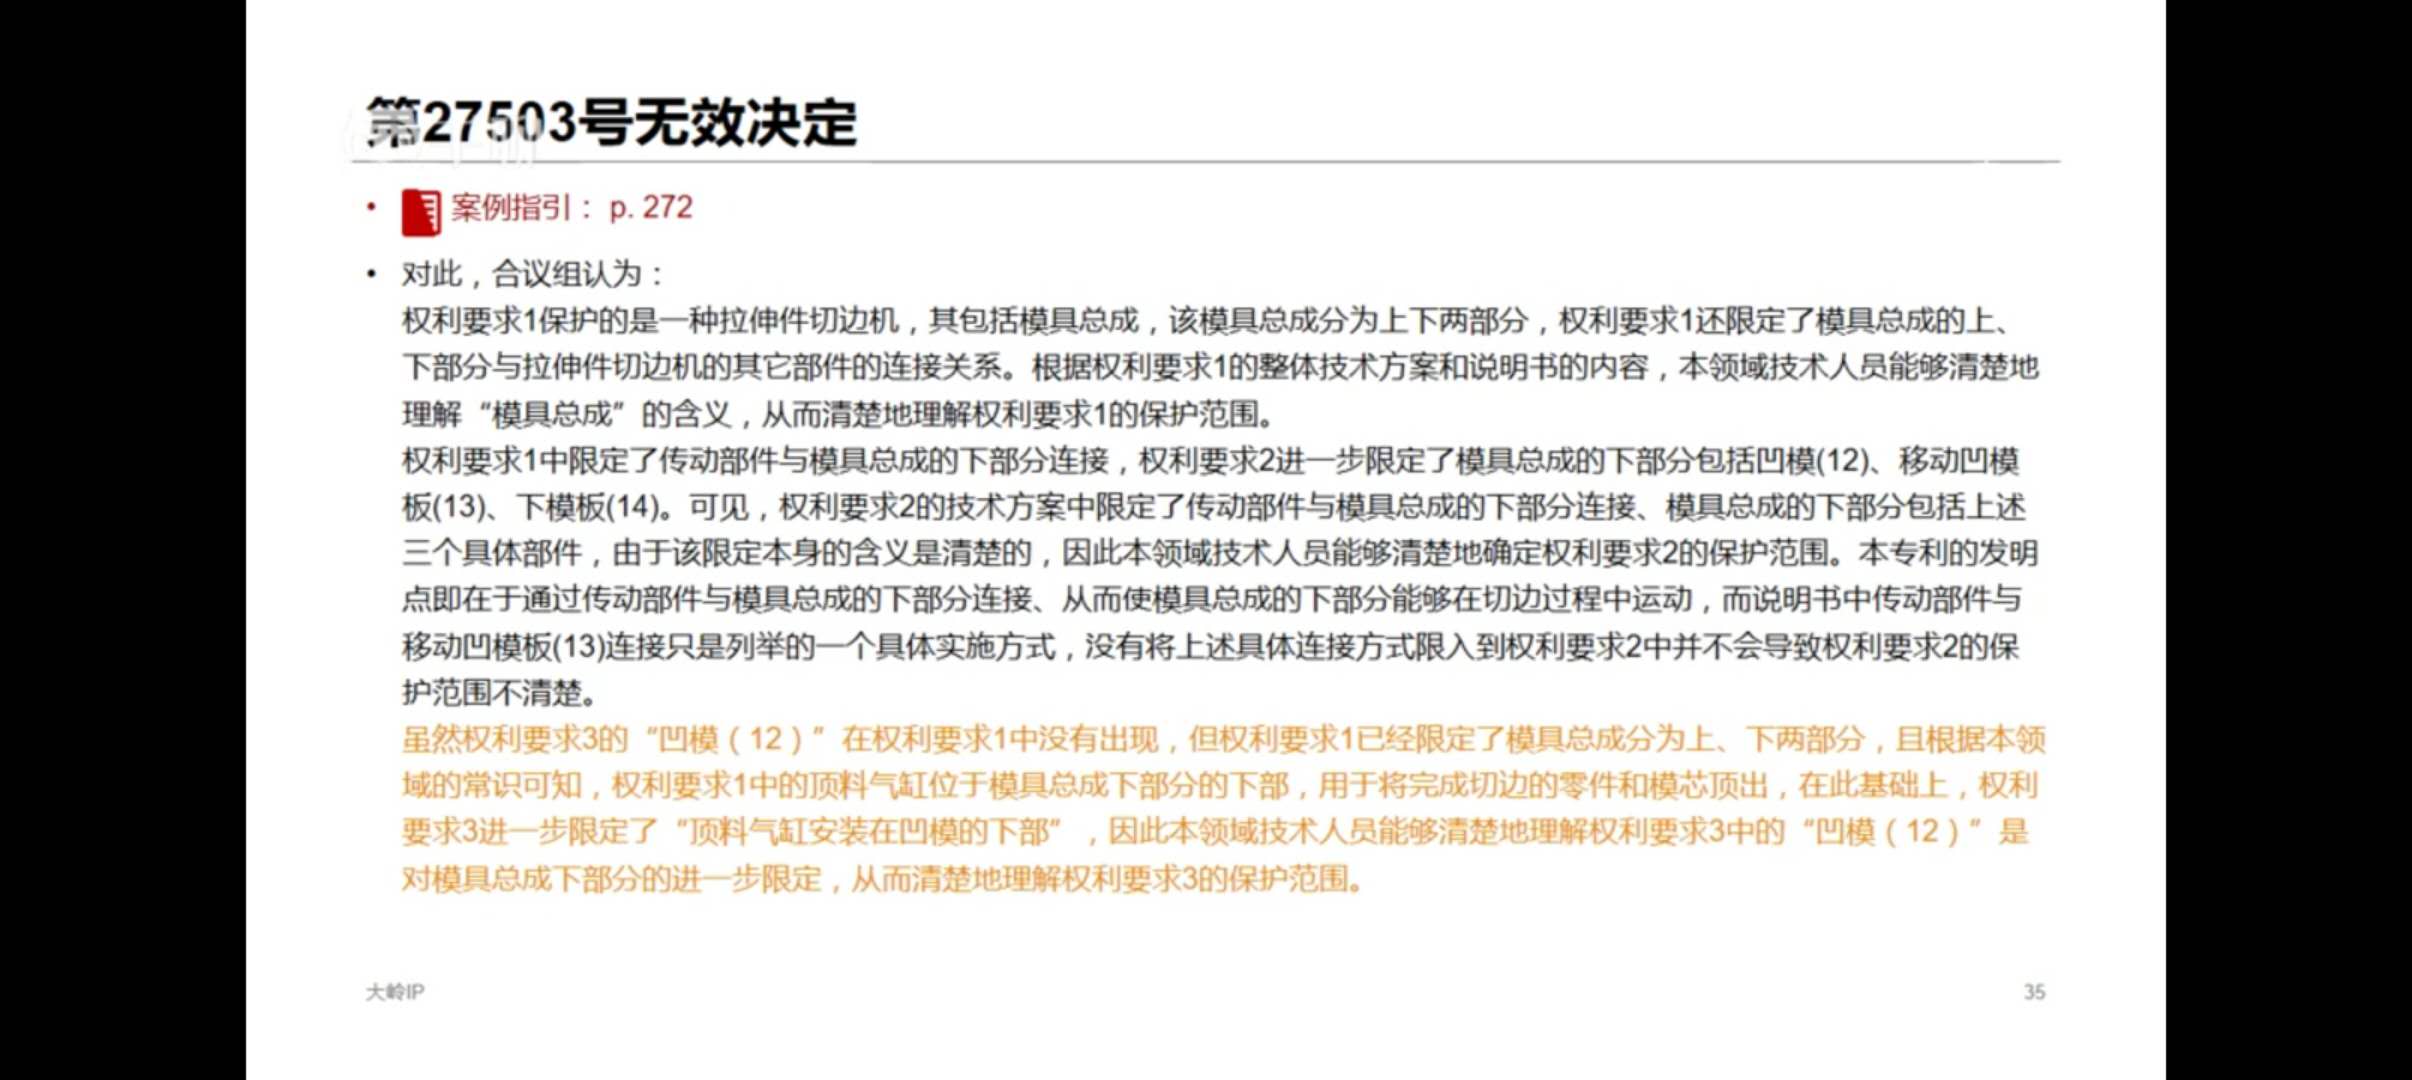 第27503号无效决定
• 案例指引： p. 272
• 对此，合议组认为：
权利要求1保护的是一种拉伸件切边机，其包括模具总成，该模具总成分为上下两部分，权利要求1还限定了模具总成的上、
下部分与拉伸件切边机的其它部件的连接关系。根据权利要求1的整体技术方案和说明书的内容，本领域技术人员能够清楚地
理解“模具总成”的含义，从而清楚地理解权利要求1的保护范围。
权利要求1中限定了传动部件与模具总成的下部分连接，权利要求2进一步限定了模具总成的下部分包括凹模(12)、移动凹模
板(13)、下模板(14)。可见，权利要求2的技术方案中限定了传动部件与模具总成的下部分连接、模具总成的下部分包括上述
三个具体部件，由于该限定本身的含义是清楚的，因此本领域技术人员能够清楚地确定权利要求2的保护范围。本专利的发明
点即在于通过传动部件与模具总成的下部分连接、从而使模具总成的下部分能够在切边过程中运动，而说明书中传动部件与
移动凹模板(13)连接只是列举的一个具体实施方式，没有将上述具体连接方式限入到权利要求2中并不会导致权利要求2的保
护范围不清楚。
虽然权利要求3的“凹模（12）”在权利要求1中没有出现，但权利要求1已经限定了模具总成分为上、下两部分，且根据本领
域的常识可知，权利要求1中的顶料气缸位于模具总成下部分的下部，用于将完成切边的零件和模芯顶出，在此基础上，权利
要求3进一步限定了“顶料气缸安装在凹模的下部”，因此本领域技术人员能够清楚地理解权利要求3中的“凹模（12）”是
对模具总成下部分的进一步限定，从而清楚地理解权利要求3的保护范围。
大岭IP
35